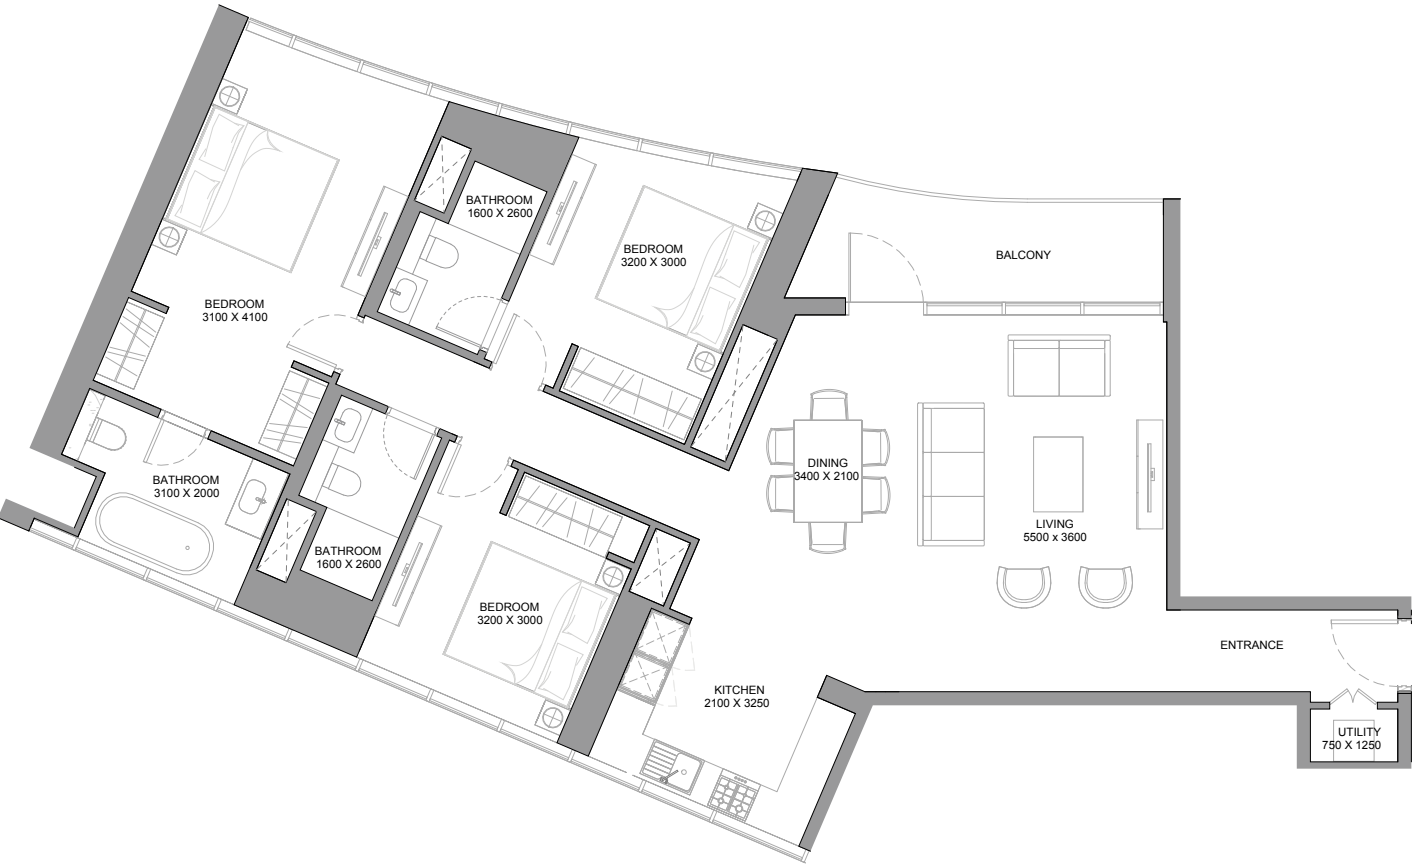 BATHROOM
1600 X 2600
BEDROOM
3200 X 3000
BALCONY
BEDROOM
3100 X 4100
DINING
3400 X 2100
BATHROOM
3100 X 2000
LIVING
5500 x 3600
BATHROOM
1600 X 2600
BEDROOM
3200 X 3000
ENTRANCE
KITCHEN
2100 X 3250
UTILITY
750 X 1250